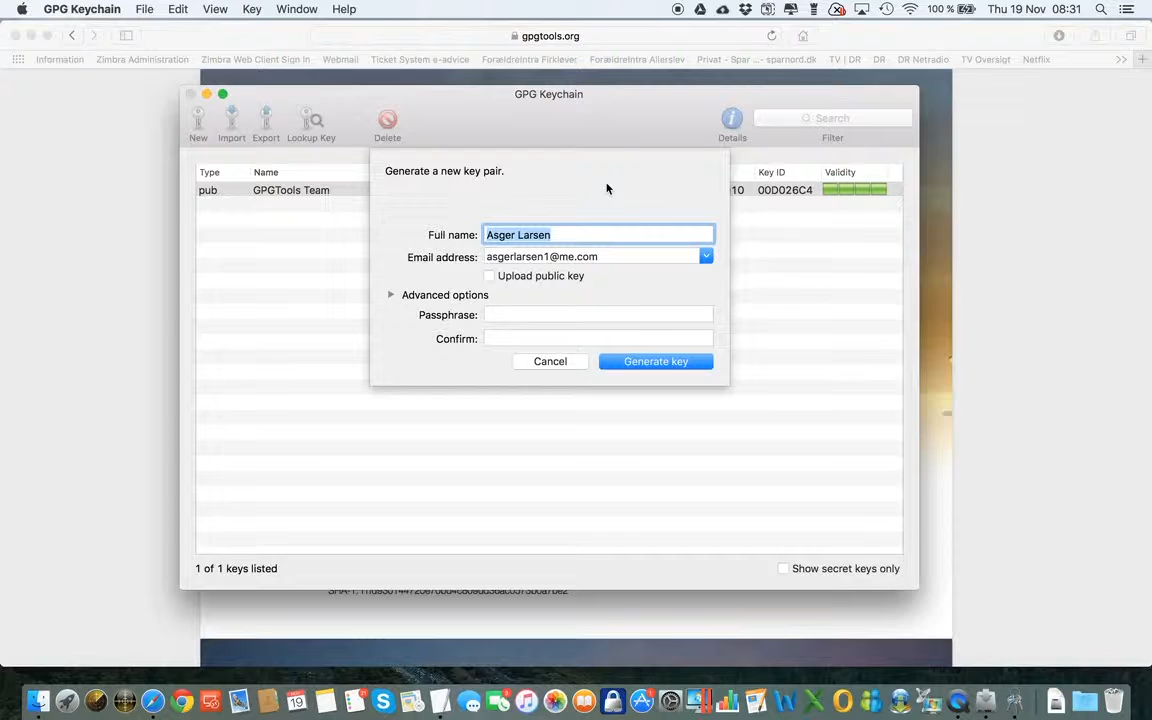 GPG Keychain File Edit View Key Window Help 100 % Thu 19 Nov 08:31
gpgtools.org
Information Zimbra Administration Zimbra Web Client Sign In Webmail Ticket System e-advice ForældreIntra Firkløver ForældreIntra Allerslev Privat - Spar ...- sparnord.dk TV | DR DR DR Netradio TV Oversigt Netflix
GPG Keychain
New Import Export Lookup Key Delete Details Search Filter
Type Name Key ID Validity
pub GPGTools Team 10 00D026C4
Generate a new key pair.
Full name: Asger Larsen
Email address: asgerlarsen1@me.com
Upload public key
Advanced options
Passphrase:
Confirm:
Cancel Generate key
1 of 1 keys listed Show secret keys only